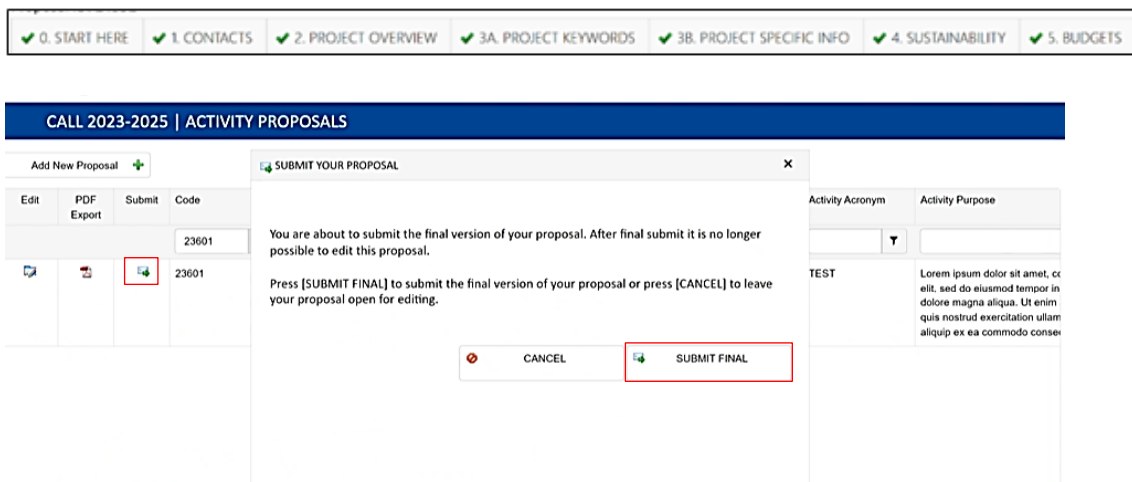 0. START HERE 1. CONTACTS 2. PROJECT OVERVIEW 3A. PROJECT KEYWORDS 3B. PROJECT SPECIFIC INFO 4. SUSTAINABILITY 5. BUDGETS
CALL 2023-2025 | ACTIVITY PROPOSALS
Add New Proposal
SUBMIT YOUR PROPOSAL
Edit PDF Export Submit Code Activity Acronym Activity Purpose
23601
You are about to submit the final version of your proposal. After final submit it is no longer
possible to edit this proposal.
23601 TEST
Press [SUBMIT FINAL] to submit the final version of your proposal or press [CANCEL] to leave
your proposal open for editing.
Lorem ipsum dolor sit amet, co
elit, sed do eiusmod tempor in
dolore magna aliqua. Ut enim
quis nostrud exercitation ullam
aliquip ex ea commodo conse
CANCEL SUBMIT FINAL